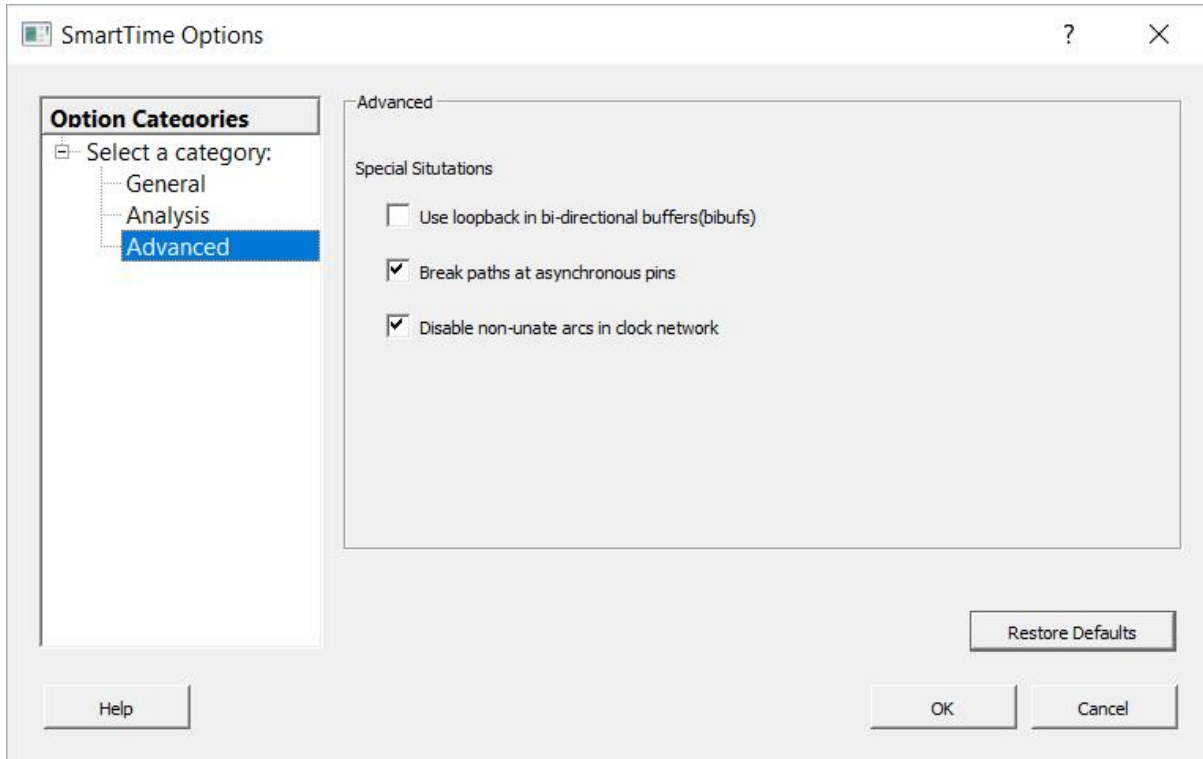 SmartTime Options
?
Option Categories
Select a category:
General
Analysis
Advanced
Advanced
Special Situtations
Use loopback in bi-directional buffers(bibufs)
Break paths at asynchronous pins
Disable non-unate arcs in clock network
Restore Defaults
Help
OK
Cancel